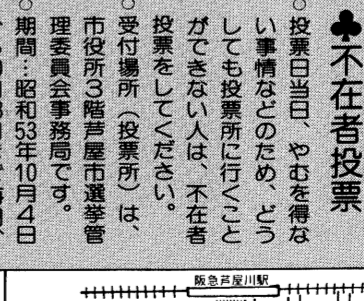 ♣不在者投票
○投票日当日 やむを得な
い事情などのため、どう
しても投票所に行くこと
ができない人は、不在者
投票をしてください。
○受付場所（投票所）は、
市役所3階芦屋市選挙管
理委員会事務局です。
○期間…昭和53年10月4日
阪急芦屋川駅